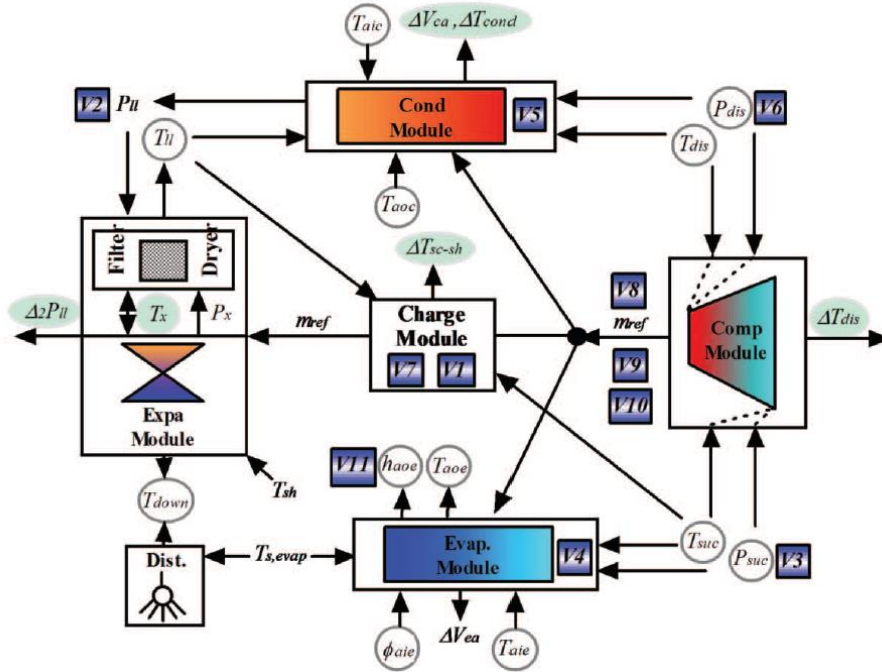 Taic
ΔVca, ΔTcond
V2 Pll
Cond
Module
V5
Pdis V6
Tll
Tdis
Taoc
Filter
Dryer
ΔTsc-sh
Δ2Pll
Tx
Px
mref
Charge
Module
V7 V1
V8
mref
V9
V10
Comp
Module
ΔTdis
Expa
Module
V11 haoe Taoe
Tsh
Tdown
Dist.
Ts,evap
Evap.
Module
V4
Tsuc
Psuc V3
ϕaie
ΔVea
Taie